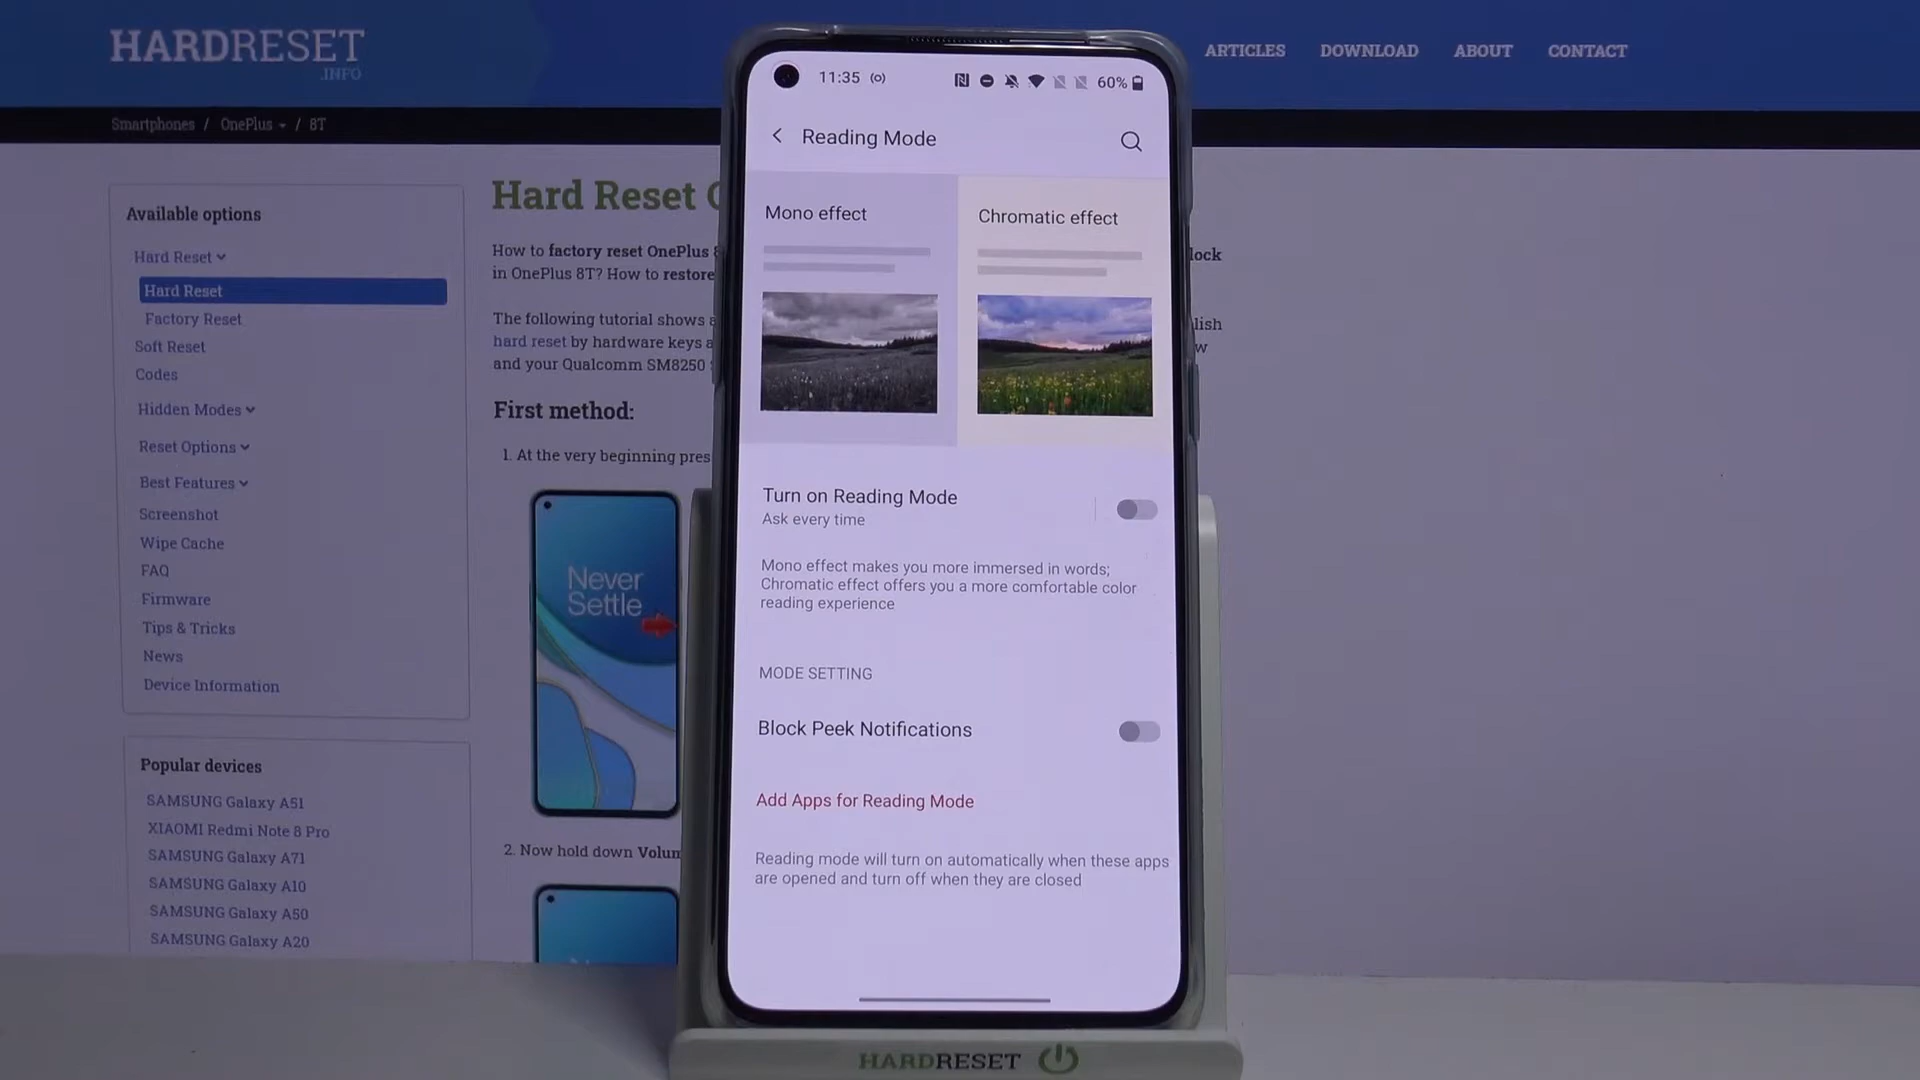 HARDRESET
.INFO
ARTICLES
DOWNLOAD
ABOUT
CONTACT
Smartphones / OnePlus / 8T
Available options
Hard Reset
Hard Reset
Factory Reset
Soft Reset
Codes
Hidden Modes
Reset Options
Best Features
Screenshot
Wipe Cache
FAQ
Firmware
Tips & Tricks
News
Device Information
Popular devices
SAMSUNG Galaxy A51
XIAOMI Redmi Note 8 Pro
SAMSUNG Galaxy A71
SAMSUNG Galaxy A10
SAMSUNG Galaxy A50
SAMSUNG Galaxy A20
Hard Reset
How to factory reset OnePlus
in OnePlus 8T? How to restore
The following tutorial shows
hard reset by hardware keys
and your Qualcomm SM8250
First method:
1. At the very beginning
Never
Settle
2. Now hold down
11:35
60%
Reading Mode
Mono effect
Chromatic effect
Turn on Reading Mode
Ask every time
Mono effect makes you more immersed in words;
Chromatic effect offers you a more comfortable color
reading experience
MODE SETTING
Block Peek Notifications
Add Apps for Reading Mode
Reading mode will turn on automatically when these apps
are opened and turn off when they are closed
HARDRESET